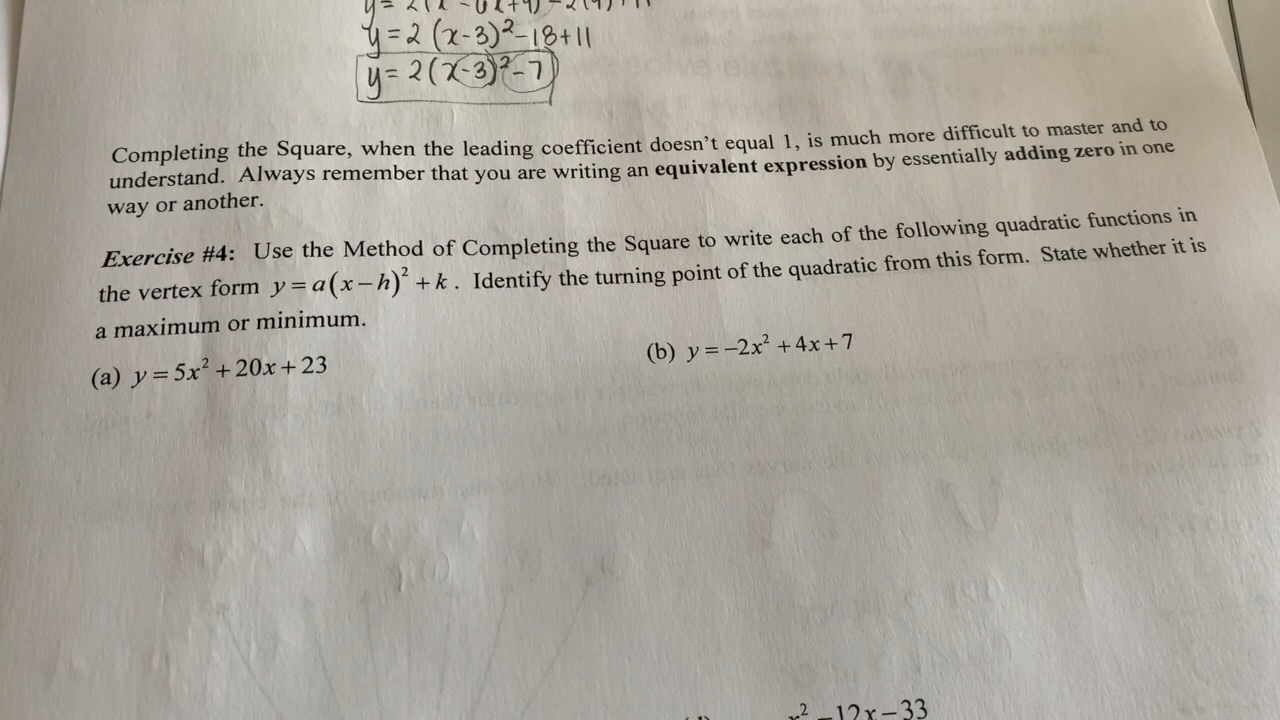 y = 2(x-3)²-18+11
y = 2(x-3)²-7
Completing the Square, when the leading coefficient doesn't equal 1, is much more difficult to master and to
understand. Always remember that you are writing an equivalent expression by essentially adding zero in one
way or another.
Exercise #4: Use the Method of Completing the Square to write each of the following quadratic functions in
the vertex form y = a(x-h)² + k. Identify the turning point of the quadratic from this form. State whether it is
a maximum or minimum.
(a) y = 5x² + 20x + 23
(b) y = -2x² + 4x + 7
x² - 12x - 33